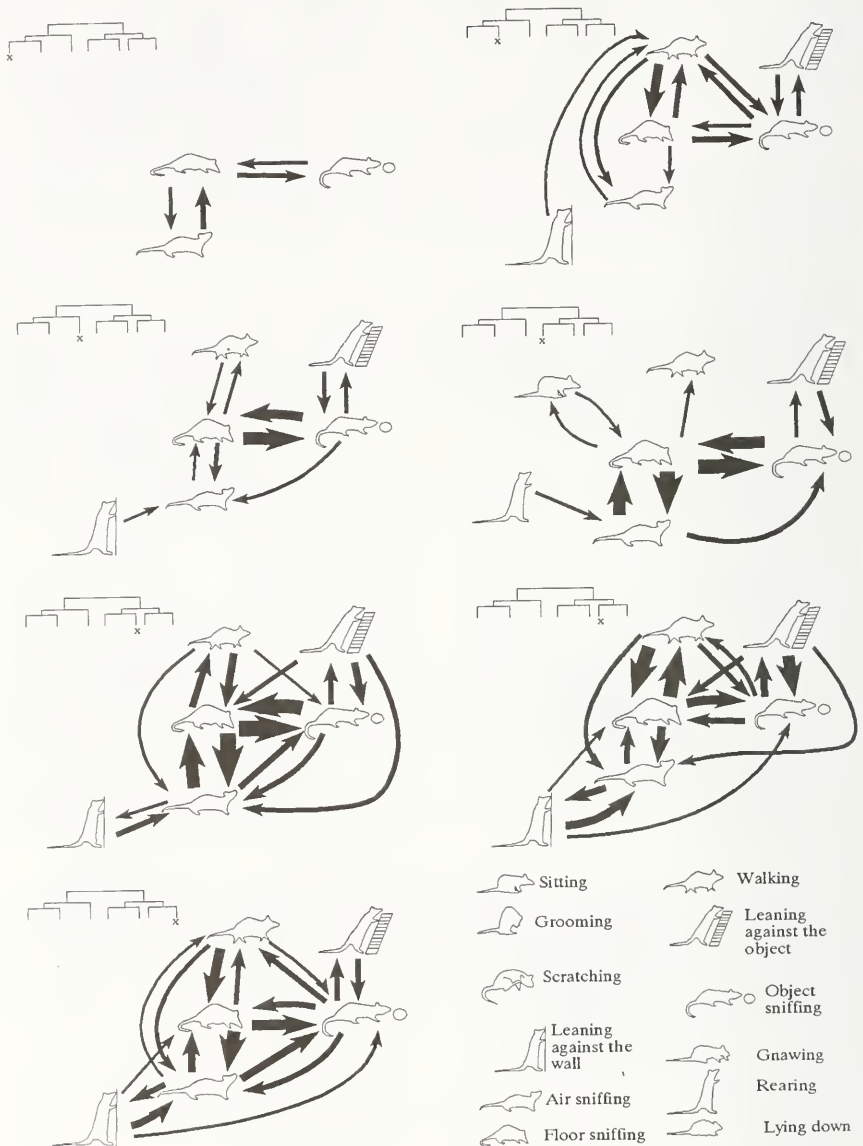 x
x
x
x
x
x
x
Sitting
Walking
Grooming
Leaning
against the
object
Scratching
Object
sniffing
Leaning
against the
wall
Gnawing
Rearing
Air sniffing
Floor sniffing
Lying down